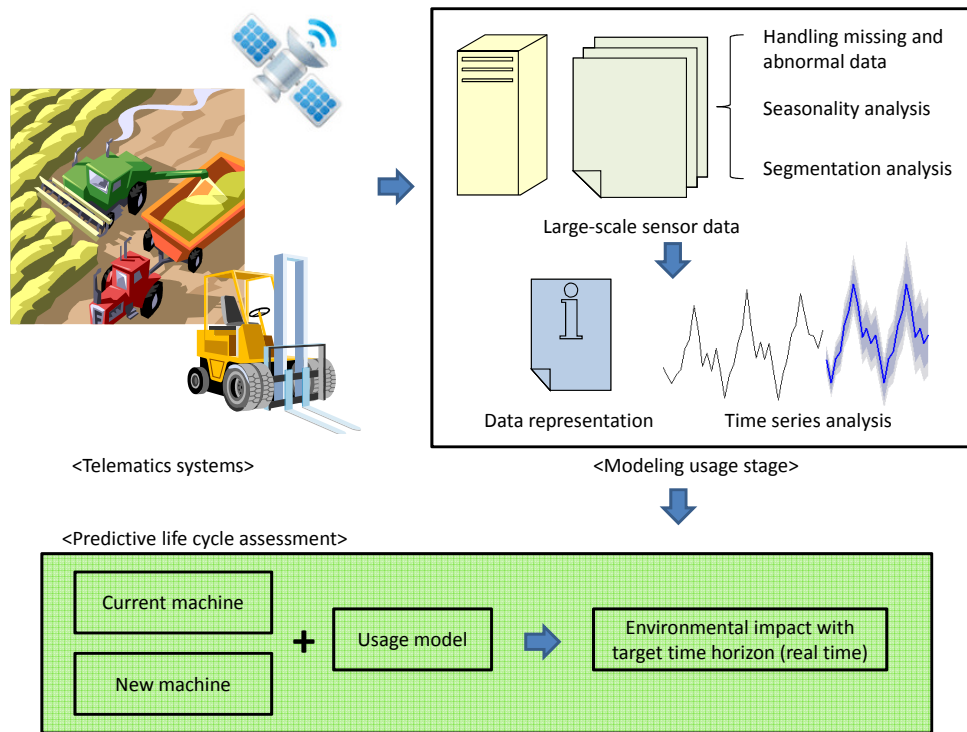 Handling missing and
abnormal data
Seasonality analysis
Segmentation analysis
Large-scale sensor data
i
Data representation
Time series analysis
<Telematics systems>
<Modeling usage stage>
<Predictive life cycle assessment>
Current machine
+
Usage model
New machine
Environmental impact with
target time horizon (real time)